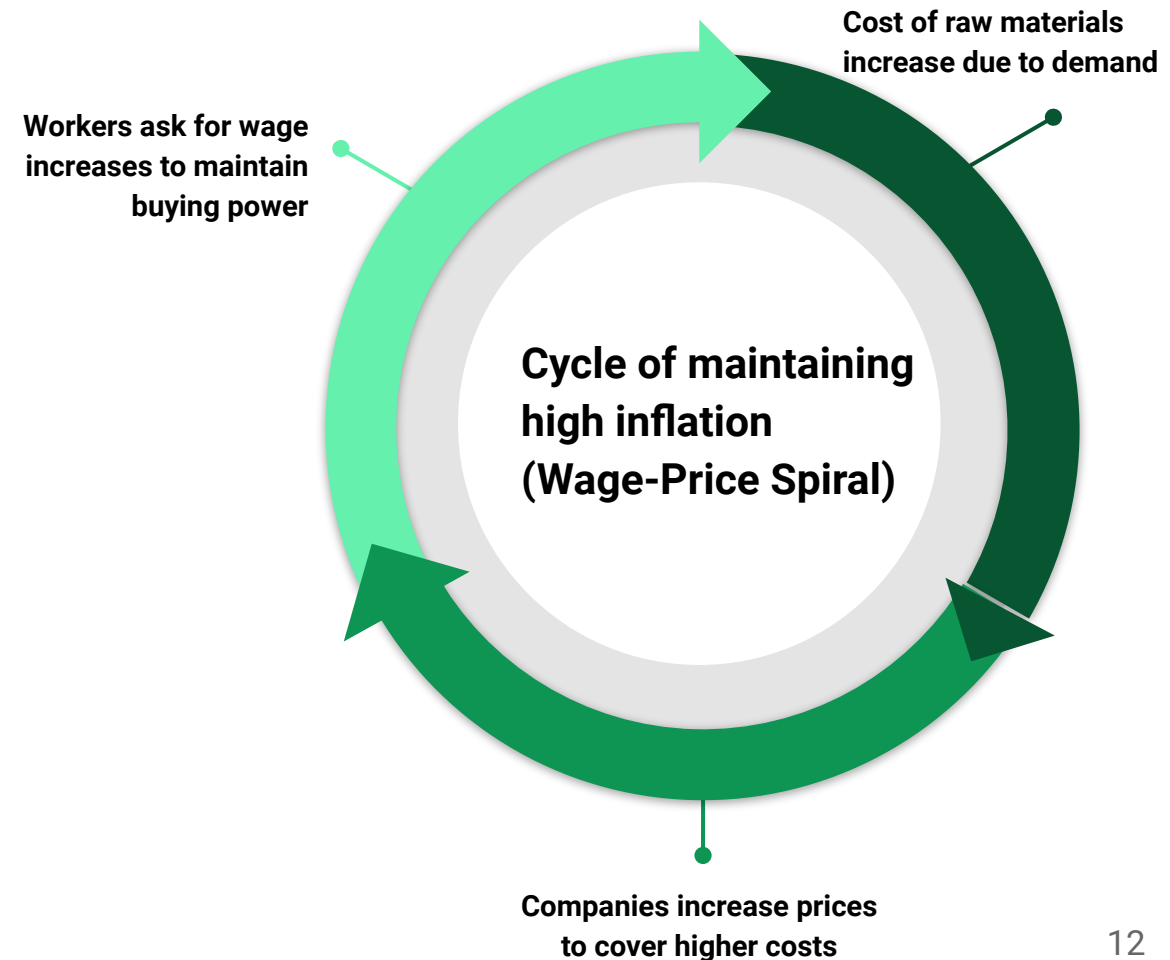 Cost of raw materials
increase due to demand
Workers ask for wage
increases to maintain
buying power
Cycle of maintaining
high inflation
(Wage-Price Spiral)
Companies increase prices
to cover higher costs
12